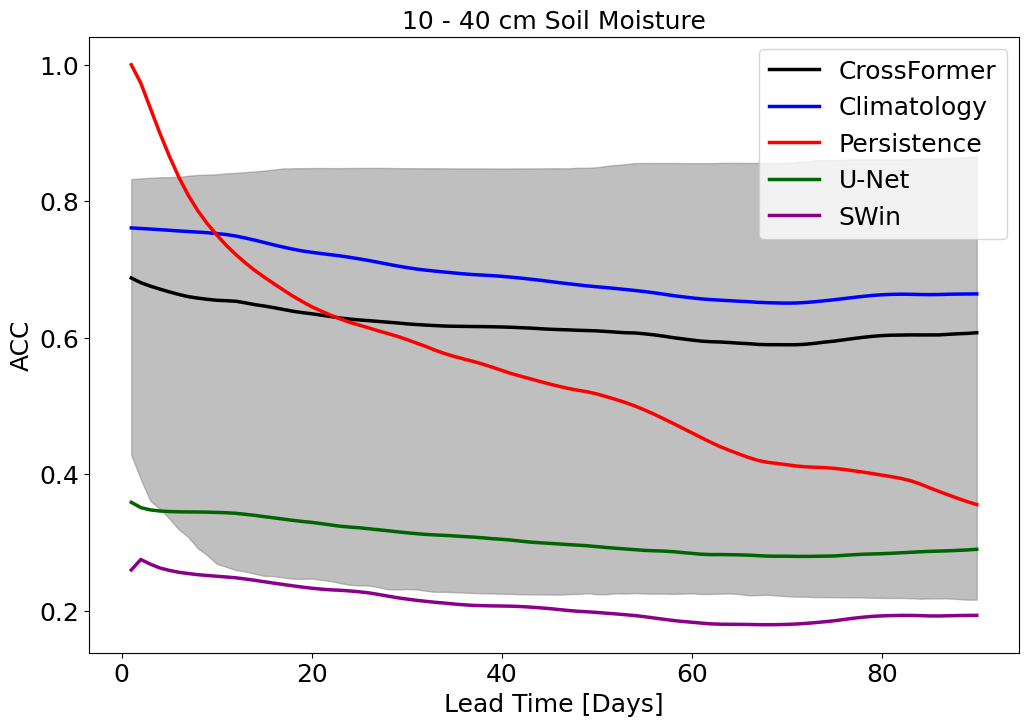 10 - 40 cm Soil Moisture
ACC
1.0
0.8
0.6
0.4
0.2
CrossFormer
Climatology
Persistence
U-Net
SWin
0
20
40
60
80
Lead Time [Days]